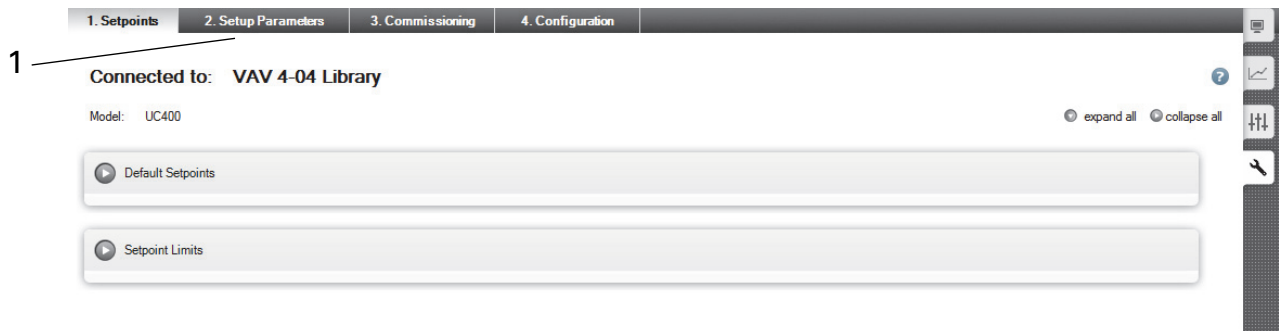 1. Setpoints 2. Setup Parameters 3. Commissioning 4. Configuration
1
Connected to: VAV 4-04 Library
?
Model: UC400 expand all collapse all
Default Setpoints
Setpoint Limits